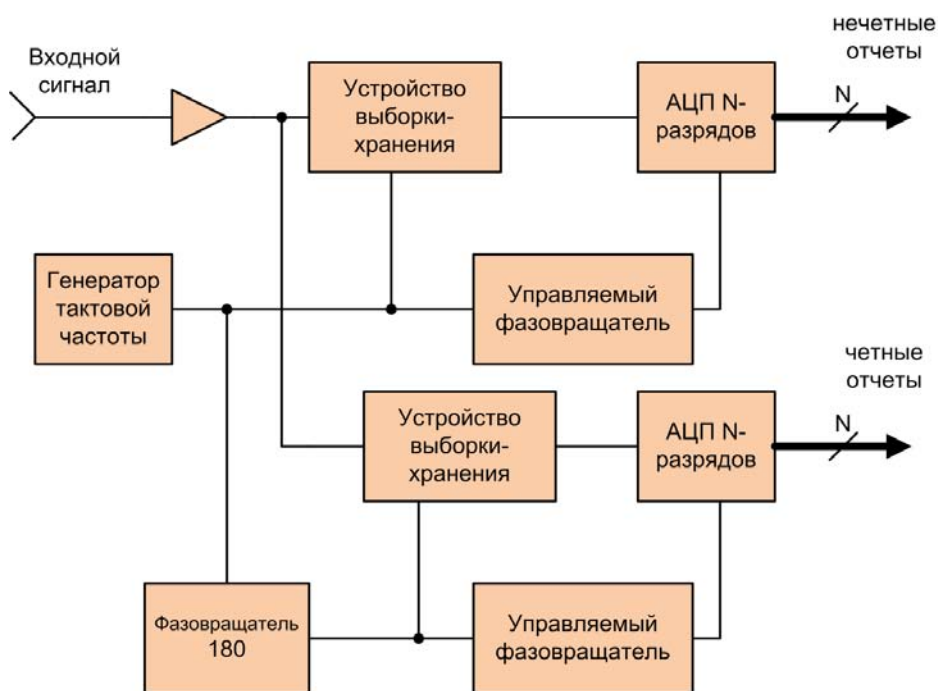 Входной
сигнал
Устройство
выборки-
хранения
АЦП N-
разрядов
нечетные
отчеты
N
Генератор
тактовой
частоты
Управляемый
фазовращатель
четные
отчеты
Устройство
выборки-
хранения
АЦП N-
разрядов
N
Фазовращатель
180
Управляемый
фазовращатель